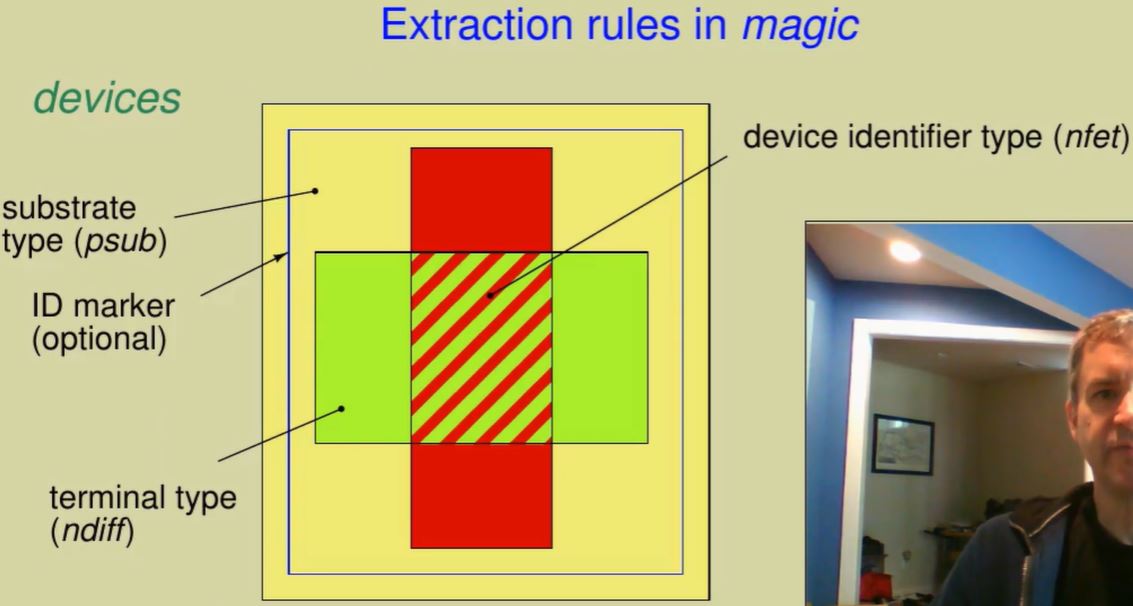 Extraction rules in magic
devices
device identifier type (nfet)
substrate
type (psub)
ID marker
(optional)
terminal type
(ndiff)